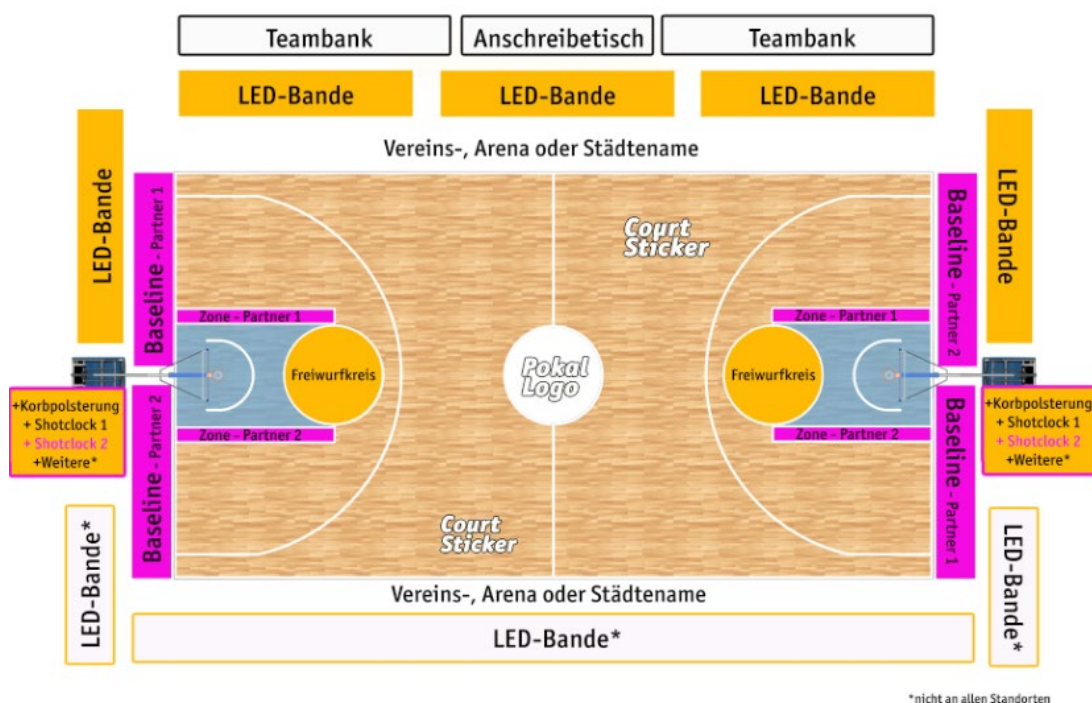 Teambank
Anschreibetisch
Teambank
LED-Bande
LED-Bande
LED-Bande
Vereins-, Arena oder Städtename
LED-Bande
Baseline - Partner 1
Baseline - Partner 2
LED-Bande
Court
Sticker
Zone - Partner 1
Zone - Partner 1
Freiwurfkreis
Pokal
Logo
Freiwurfkreis
Zone - Partner 2
Zone - Partner 2
+Korbpolsterung
+ Shotclock 1
+ Shotclock 2
+Weitere*
Baseline - Partner 2
Baseline - Partner 1
+Korbpolsterung
+ Shotclock 1
+ Shotclock 2
+Weitere*
Court
Sticker
LED-Bande*
LED-Bande*
Vereins-, Arena oder Städtename
LED-Bande*
*nicht an allen Standorten